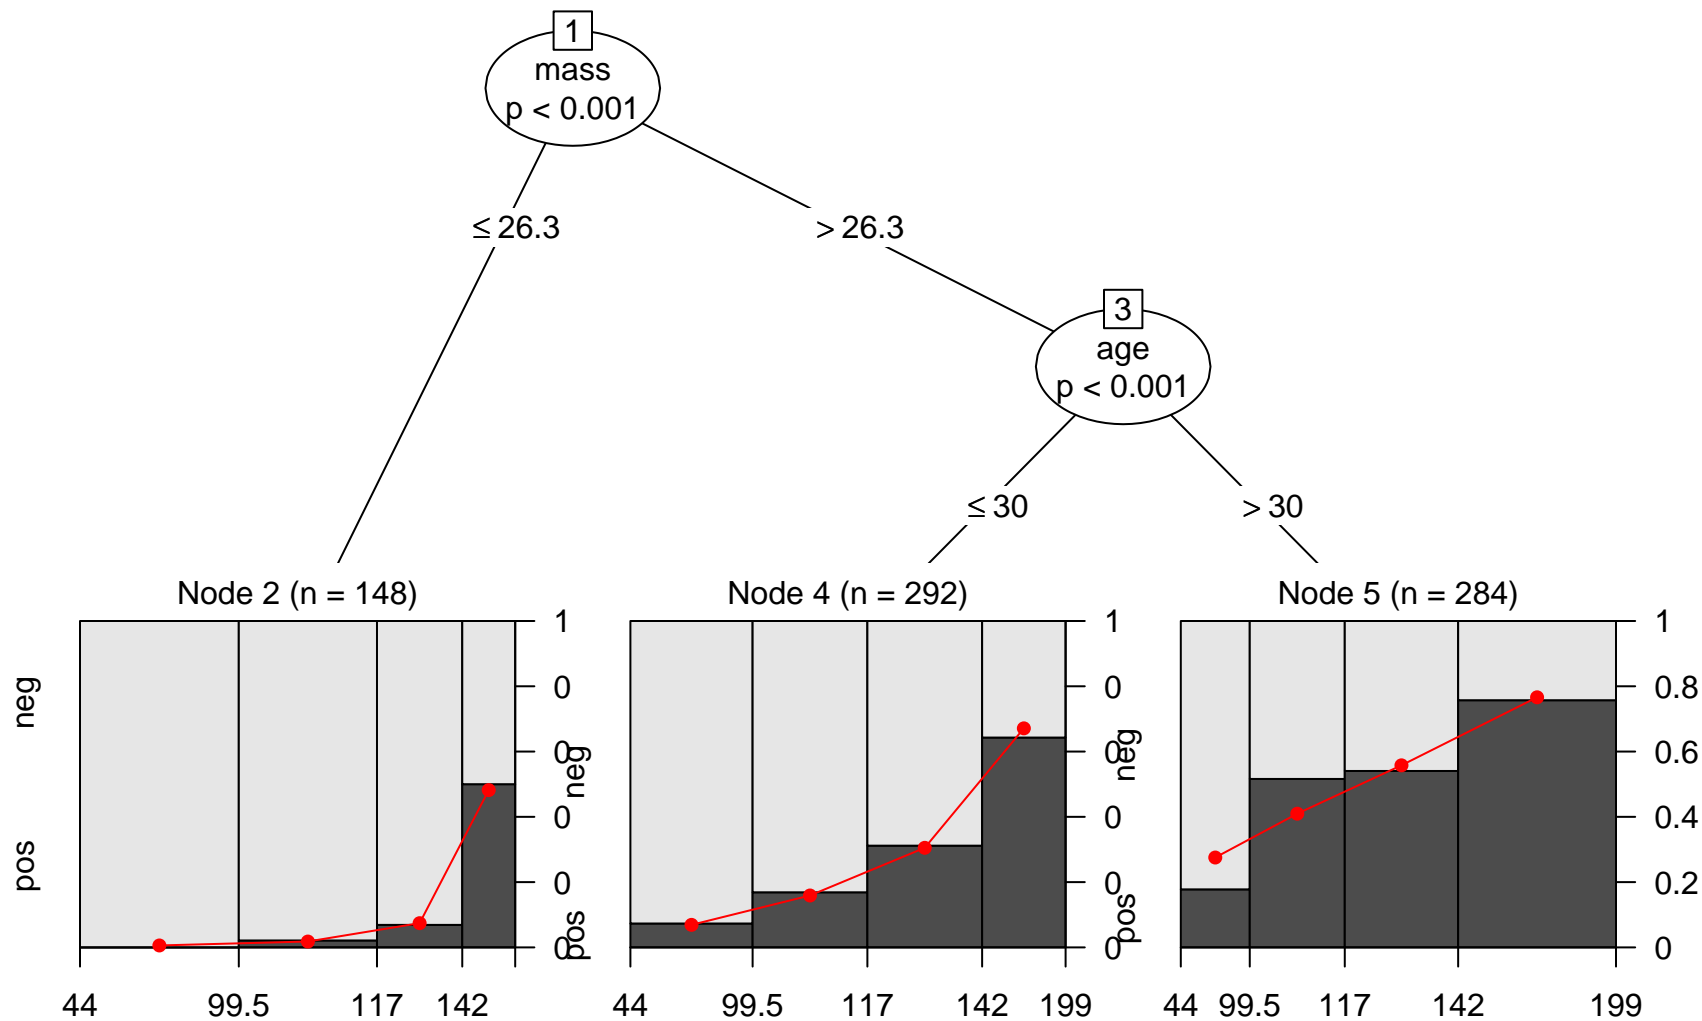 1
mass
p < 0.001
≤ 26.3
> 26.3
3
age
p < 0.001
≤ 30
> 30
Node 2 (n = 148)
neg
pos
1
0
0
0
0
0
44
99.5
117
142
Node 4 (n = 292)
neg
pos
1
0
0
0
0
0
44
99.5
117
142
199
Node 5 (n = 284)
neg
pos
1
0.8
0.6
0.4
0.2
0
44
99.5
117
142
199